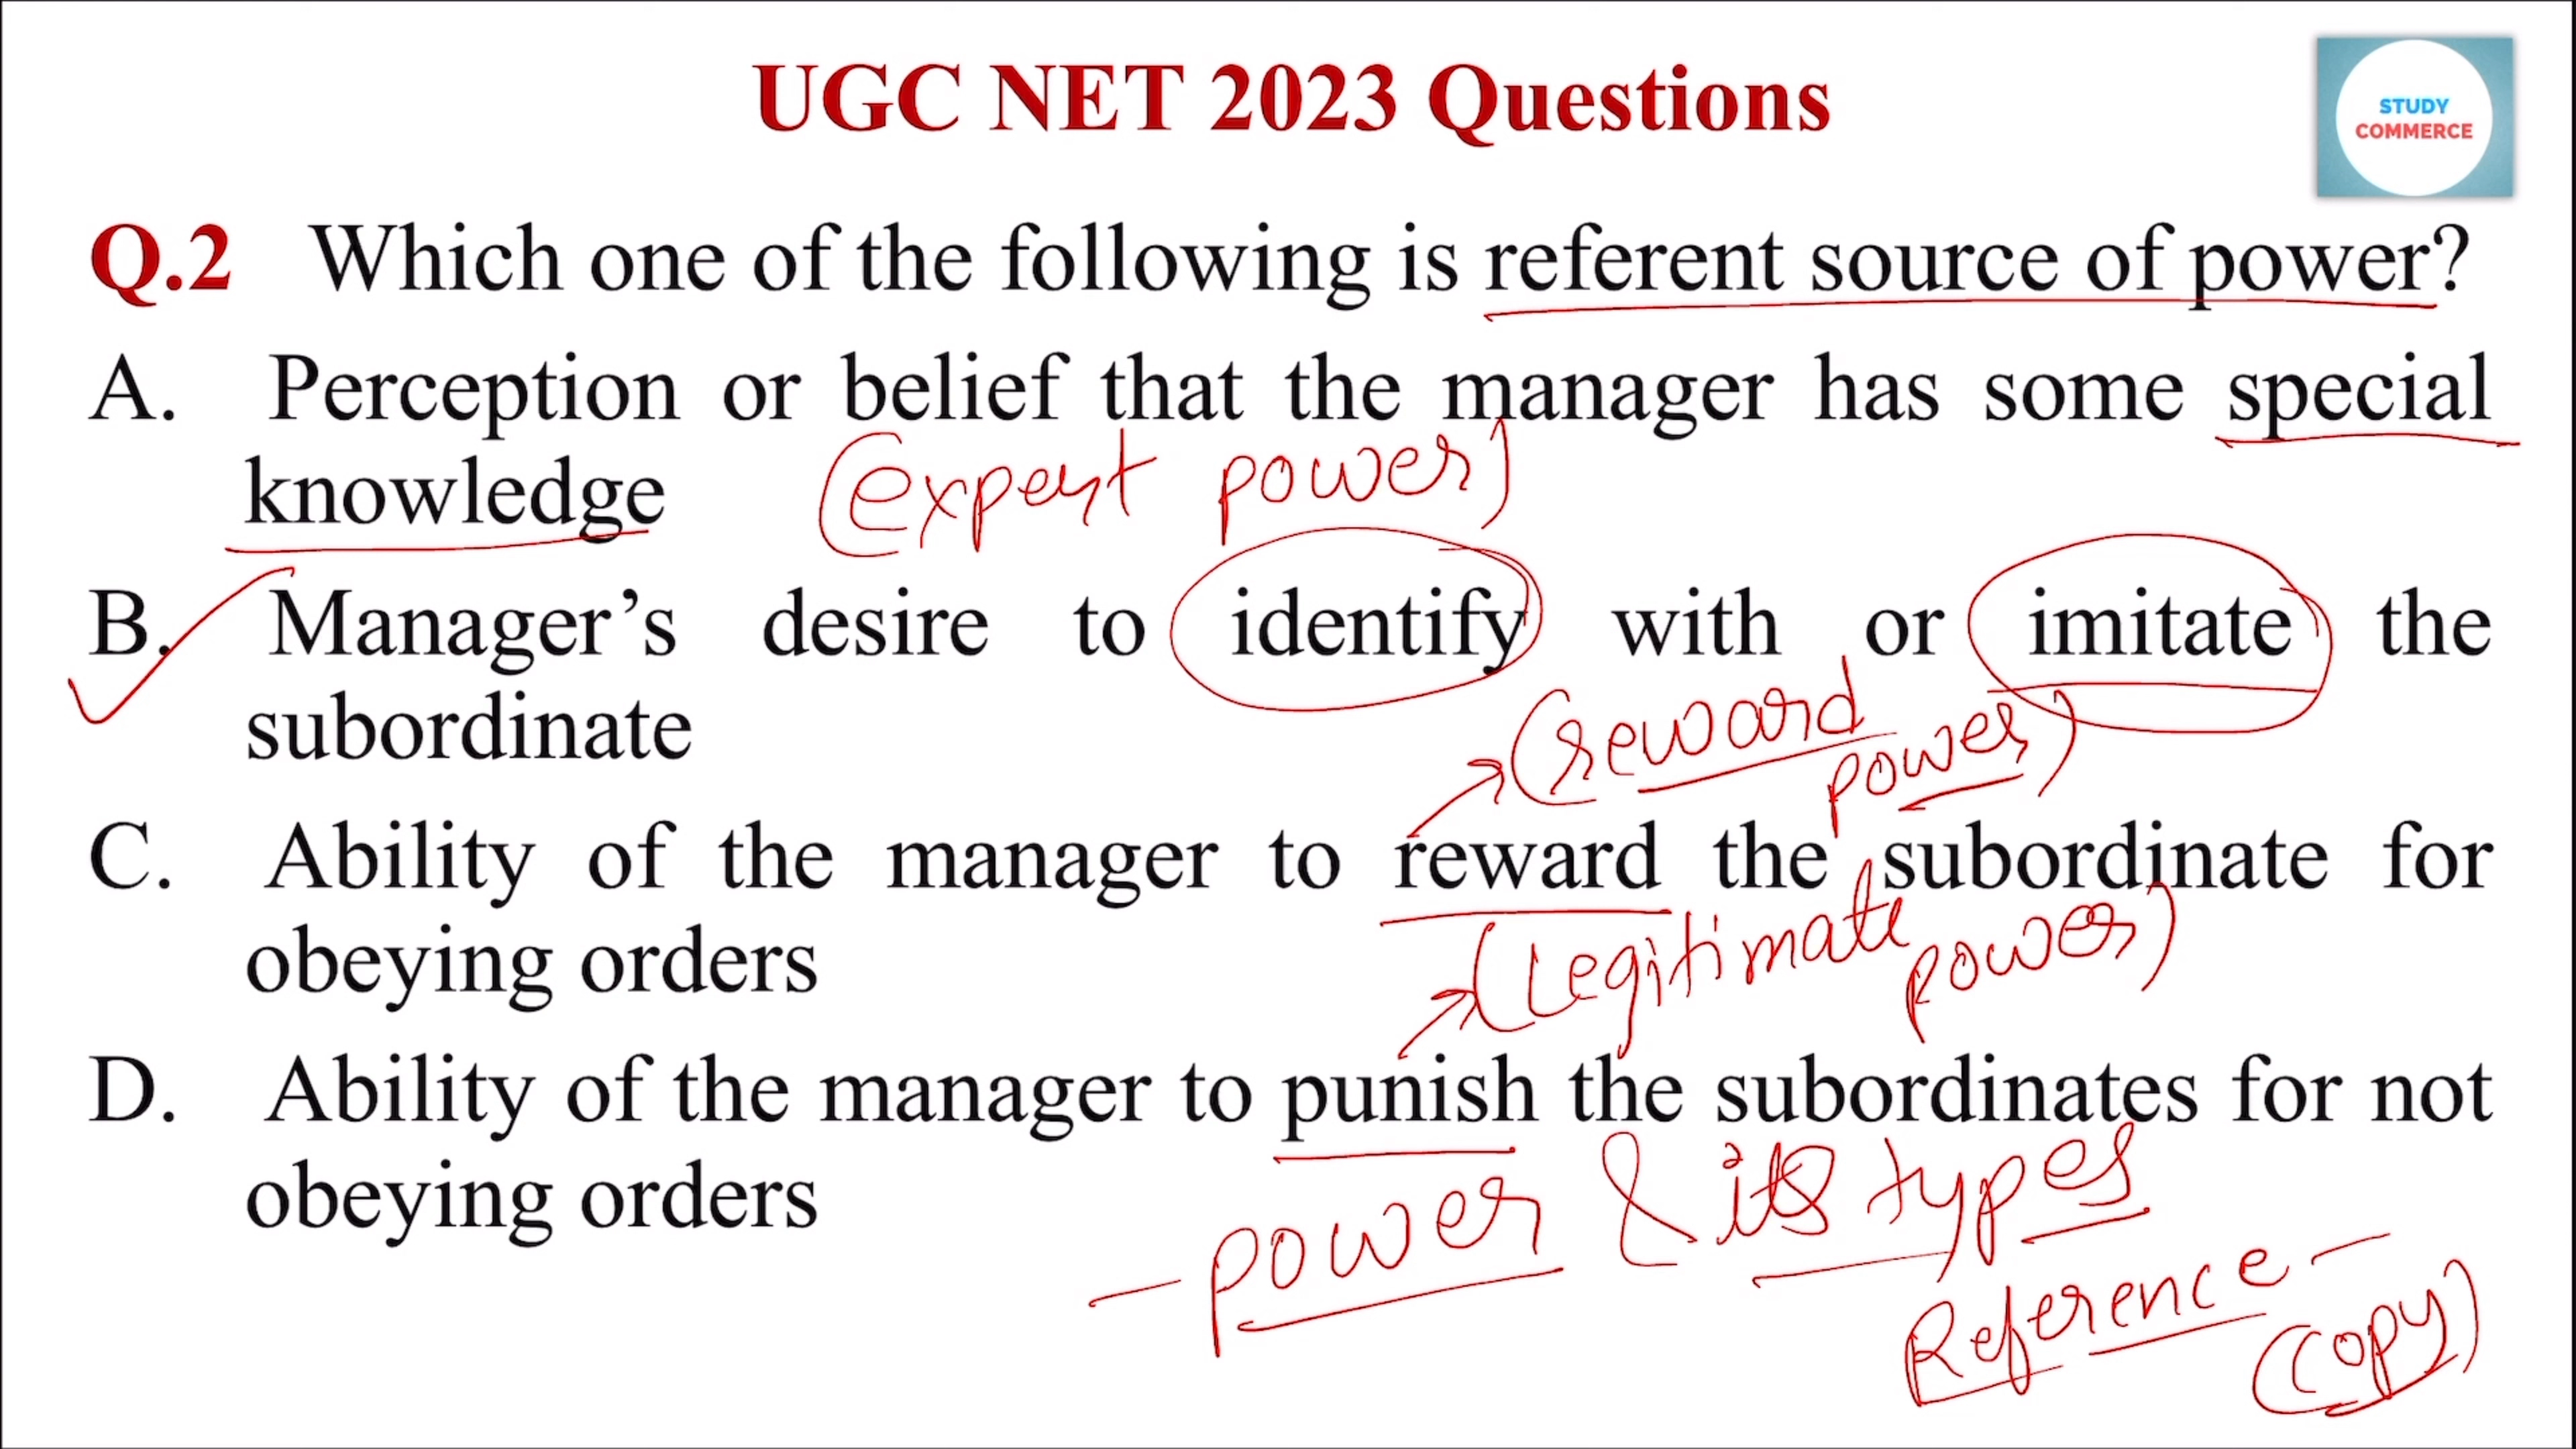 UGC NET 2023 Questions
STUDY
COMMERCE
Q.2 Which one of the following is referent source of power?
A. Perception or belief that the manager has some special
knowledge (expert power)
B. Manager's desire to identify with or imitate the
subordinate
(reward
power)
C. Ability of the manager to reward the subordinate for
obeying orders
(Legitimate
power)
D. Ability of the manager to punish the subordinates for not
obeying orders
- power & its types
Reference -
(copy)